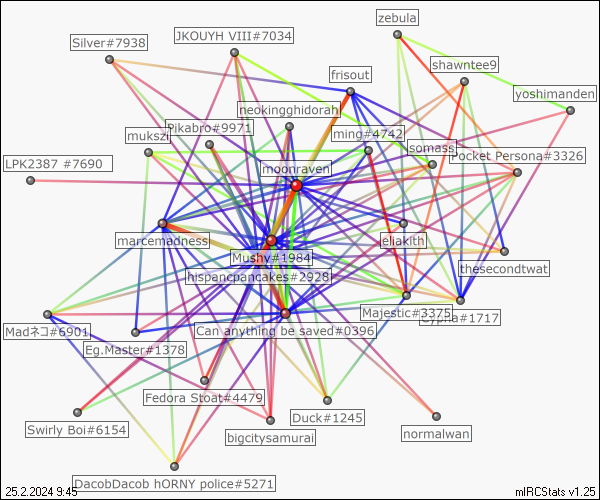 zebula
Silver#7938
JKOUYH VIII#7034
shawntee9
frisout
yoshimanden
neokingghidorah
mukszi
Pikabro#9971
ming#4742
somass
Pocket Persona#3326
LPK2387 #7690
moonraven
marcemadness
eliakith
Mushy#1984
thesecondtwat
hispancpancakes#2928
Majestic#3375
#1717
Madネコ#6901
Can anything be saved#0396
Eg.Master#1378
Fedora Stoat#4479
Duck#1245
Swirly Boi#6154
bigcitysamurai
normalwan
DacobDacob hORNY police#5271
25.2.2024 9:45
mIRCStats v1.25